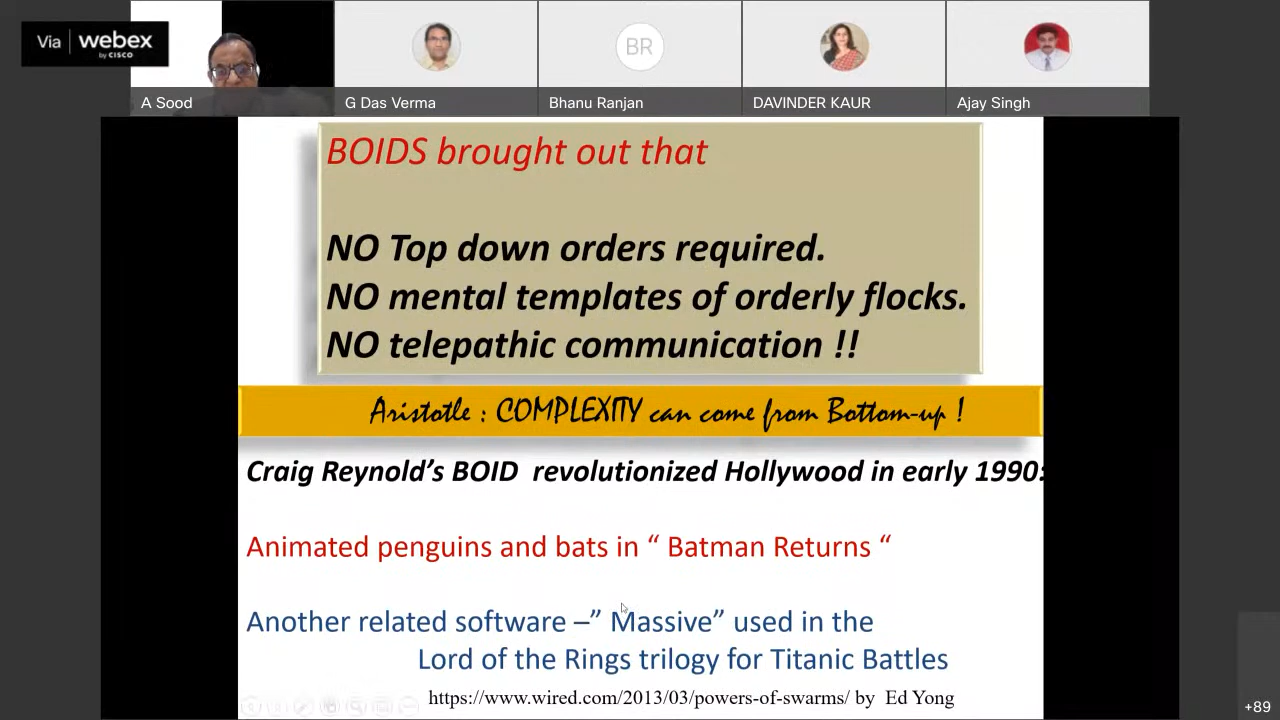 Via webex
by CISCO
BR
A Sood
G Das Verma
Bhanu Ranjan
DAVINDER KAUR
Ajay Singh
BOIDS brought out that
NO Top down orders required.
NO mental templates of orderly flocks.
NO telepathic communication !!
Aristotle : COMPLEXITY can come from Bottom-up !
Craig Reynold’s BOID revolutionized Hollywood in early 1990s
Animated penguins and bats in “ Batman Returns “
Another related software –” Massive” used in the
Lord of the Rings trilogy for Titanic Battles
https://www.wired.com/2013/03/powers-of-swarms/ by Ed Yong
+89